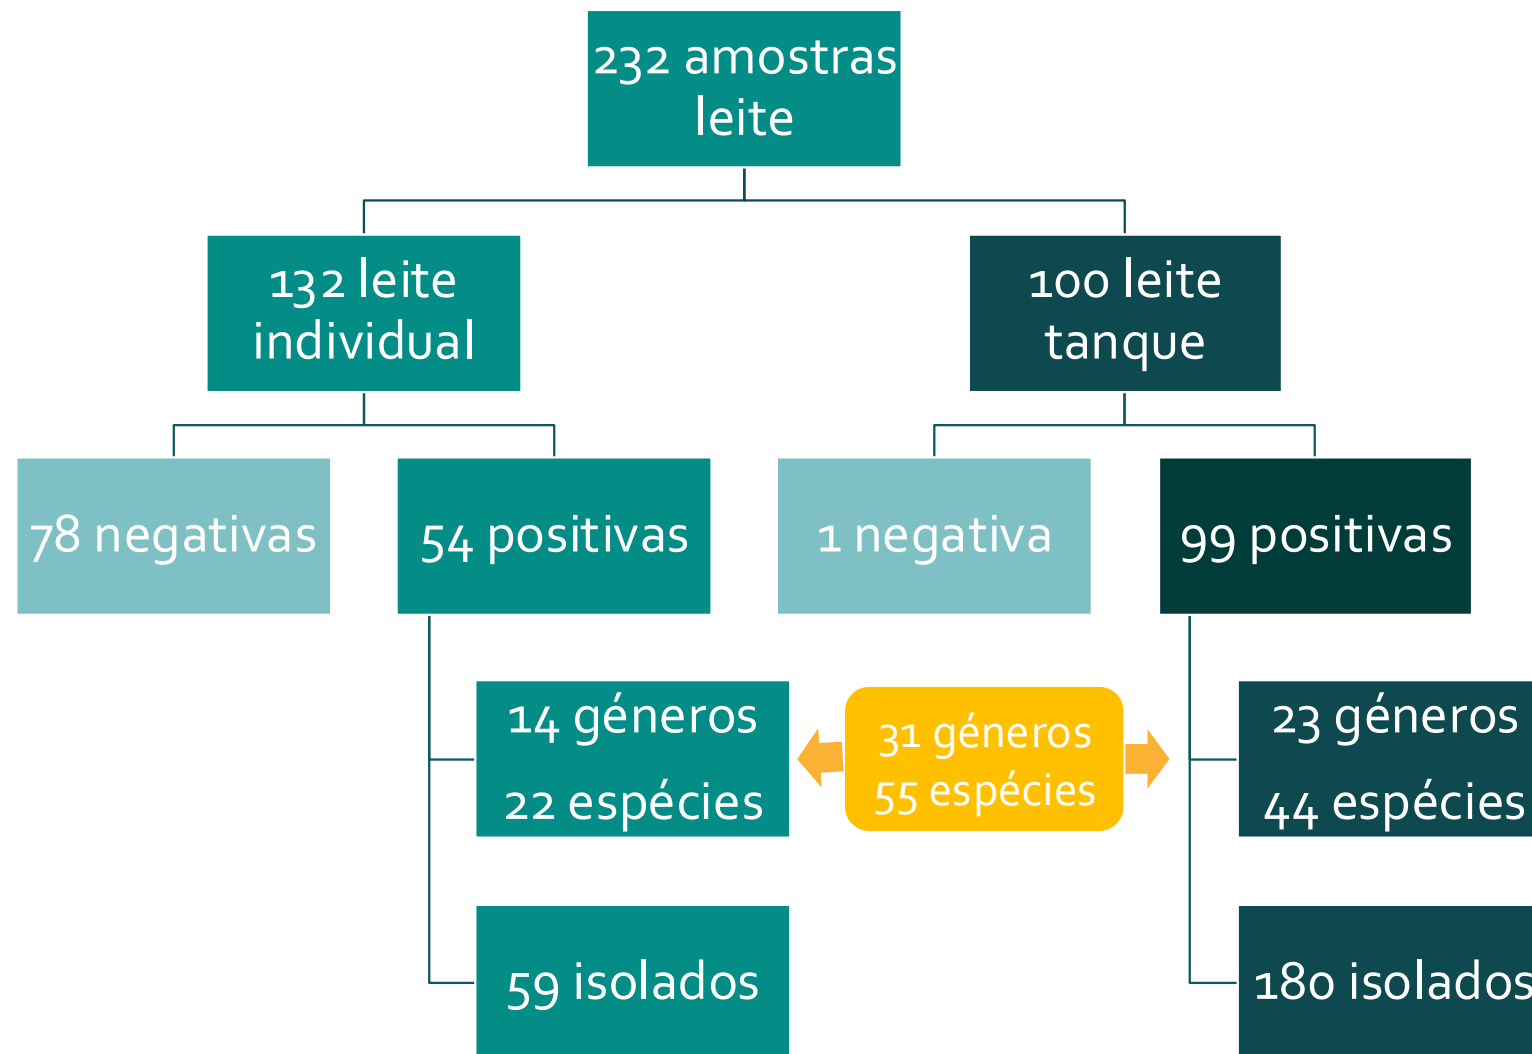 232 amostras
leite
132 leite
individual
100 leite
tanque
78 negativas
54 positivas
1 negativa
99 positivas
14 géneros
22 espécies
31 géneros
55 espécies
23 géneros
44 espécies
59 isolados
180 isolados